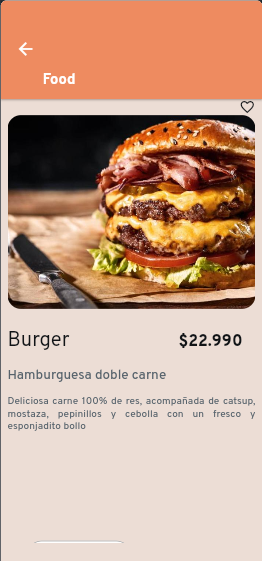 Food
Burger
$22.990
Hamburguesa doble carne
Deliciosa carne 100% de res, acompañada de catsup,
mostaza, pepinillos y cebolla con un fresco y
esponjadito bollo